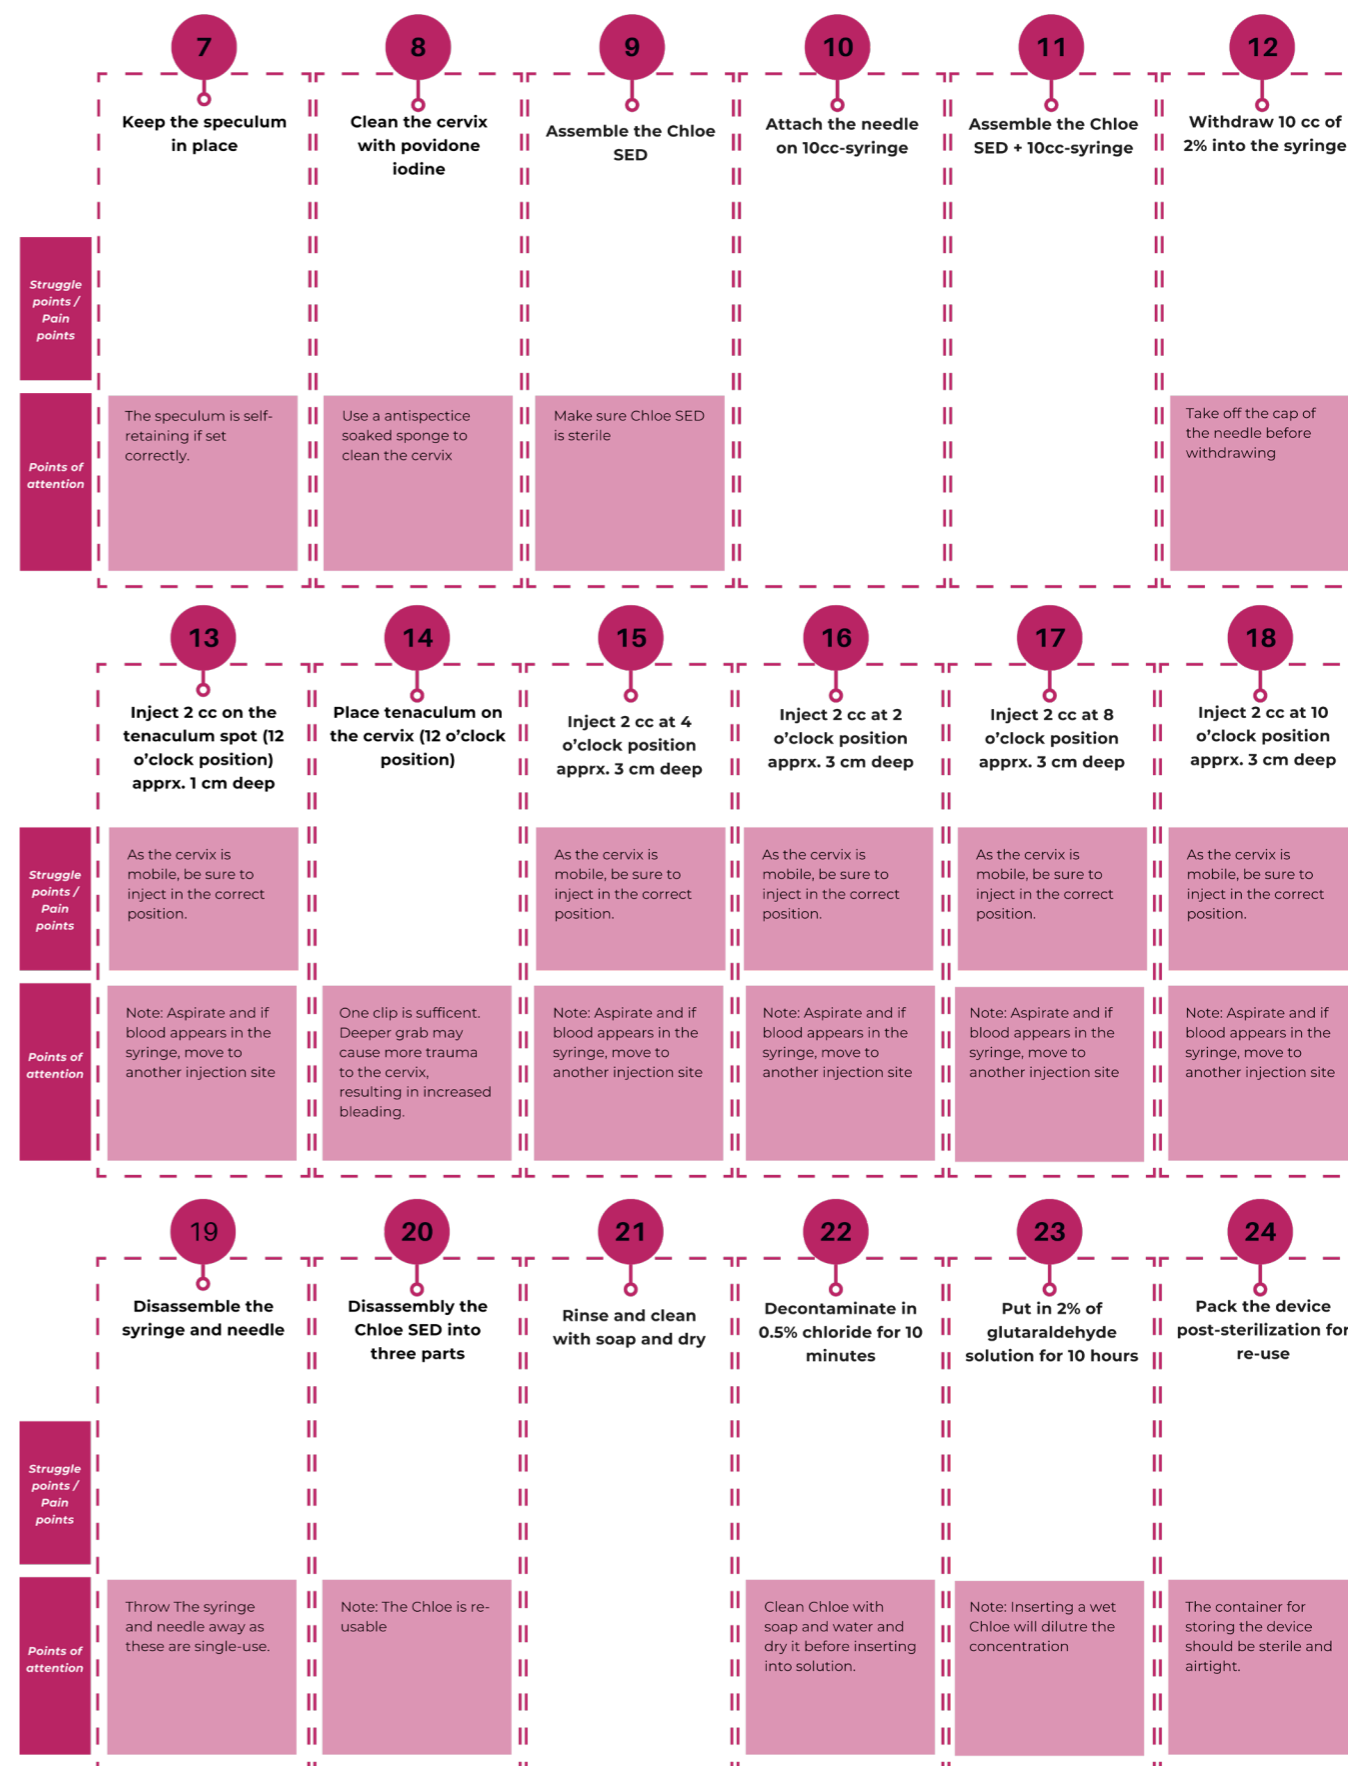 7
8
9
10
11
12
Keep the speculum
in place
Clean the cervix
with povidone
iodine
Assemble the Chloe
SED
Attach the needle
on 10cc-syringe
Assemble the Chloe
SED + 10cc-syringe
Withdraw 10 cc of
2% into the syringe
Struggle
points /
Pain
points
Points of
attention
The speculum is self-
retaining if set
correctly.
Use a antispectice
soaked sponge to
clean the cervix
Make sure Chloe SED
is sterile
Take off the cap of
the needle before
withdrawing
13
14
15
16
17
18
Inject 2 cc on the
tenaculum spot (12
o’clock position)
apprx. 1 cm deep
Place tenaculum on
the cervix (12 o’clock
position)
Inject 2 cc at 4
o’clock position
apprx. 3 cm deep
Inject 2 cc at 2
o’clock position
apprx. 3 cm deep
Inject 2 cc at 8
o’clock position
apprx. 3 cm deep
Inject 2 cc at 10
o’clock position
apprx. 3 cm deep
Struggle
points /
Pain
points
As the cervix is
mobile, be sure to
inject in the correct
position.
As the cervix is
mobile, be sure to
inject in the correct
position.
As the cervix is
mobile, be sure to
inject in the correct
position.
As the cervix is
mobile, be sure to
inject in the correct
position.
As the cervix is
mobile, be sure to
inject in the correct
position.
Points of
attention
Note: Aspirate and if
blood appears in the
syringe, move to
another injection site
One clip is sufficent.
Deeper grab may
cause more trauma
to the cervix,
resulting in increased
bleading.
Note: Aspirate and if
blood appears in the
syringe, move to
another injection site
Note: Aspirate and if
blood appears in the
syringe, move to
another injection site
Note: Aspirate and if
blood appears in the
syringe, move to
another injection site
Note: Aspirate and if
blood appears in the
syringe, move to
another injection site
19
20
21
22
23
24
Disassemble the
syringe and needle
Disassembly the
Chloe SED into
three parts
Rinse and clean
with soap and dry
Decontaminate in
0.5% chloride for 10
minutes
Put in 2% of
glutaraldehyde
solution for 10 hours
Pack the device
post-sterilization for
re-use
Struggle
points /
Pain
points
Points of
attention
Throw The syringe
and needle away as
these are single-use.
Note: The Chloe is re-
usable
Clean Chloe with
soap and water and
dry it before inserting
into solution.
Note: Inserting a wet
Chloe will dilutre the
concentration
The container for
storing the device
should be sterile and
airtight.